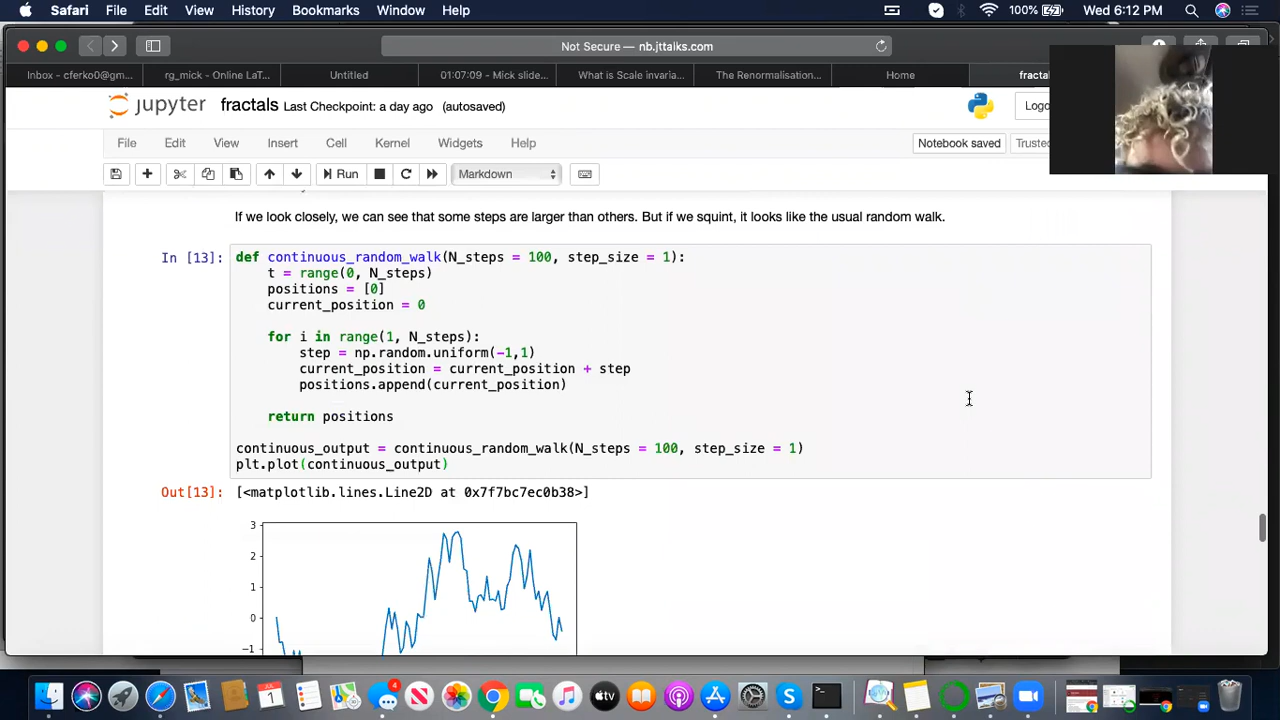 Safari File Edit View History Bookmarks Window Help 100% Wed 6:12 PM
Not Secure — nb.jttalks.com
Inbox - cferko0@gm... rg_mick - Online LaT... Untitled 01:07:09 - Mick slide... What is Scale invaria... The Renormalisation... Home fractals
jupyter fractals Last Checkpoint: a day ago (autosaved) Logo
File Edit View Insert Cell Kernel Widgets Help Notebook saved Trusted
Run Markdown
If we look closely, we can see that some steps are larger than others. But if we squint, it looks like the usual random walk.
In [13]: def continuous_random_walk(N_steps = 100, step_size = 1):
t = range(0, N_steps)
positions = [0]
current_position = 0
for i in range(1, N_steps):
step = np.random.uniform(-1,1)
current_position = current_position + step
positions.append(current_position)
return positions
continuous_output = continuous_random_walk(N_steps = 100, step_size = 1)
plt.plot(continuous_output)
Out[13]: [<matplotlib.lines.Line2D at 0x7f7bc7ec0b38>]
3
2
1
0
−1
4
tv
1